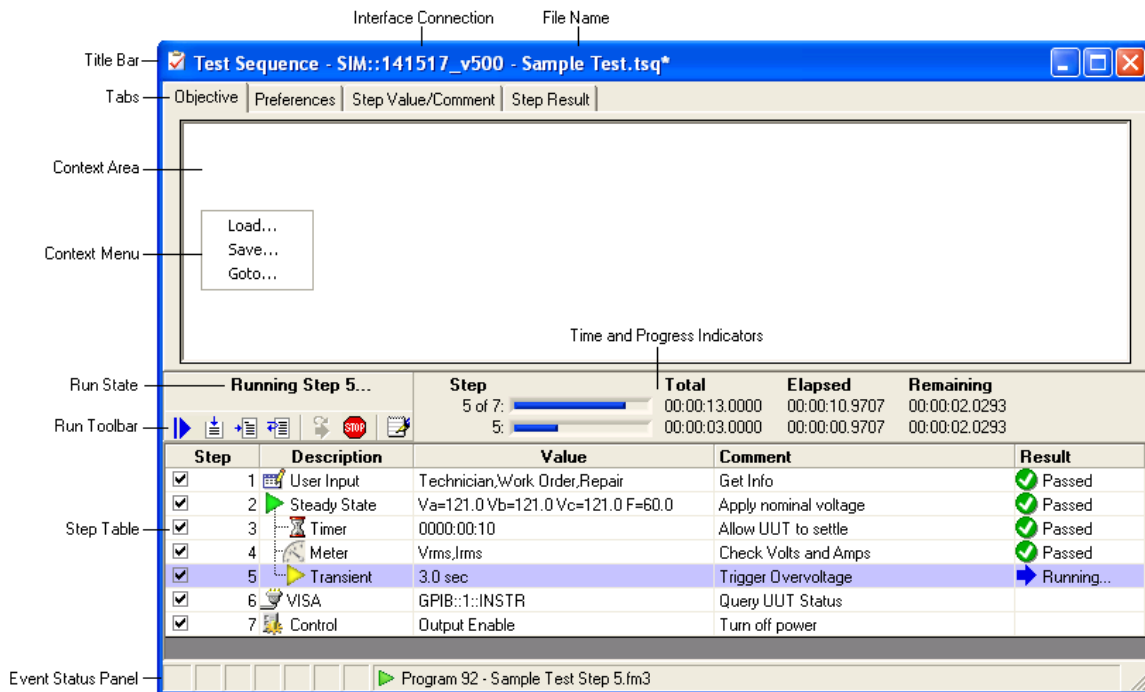 Interface Connection File Name
Title Bar Test Sequence - SIM::141517_v500 - Sample Test.tsq*
Tabs Objective Preferences Step Value/Comment Step Result
Context Area
Context Menu
Load...
Save...
Goto...
Time and Progress Indicators
Run State Running Step 5... Step Total Elapsed Remaining
5 of 7: 00:00:13.0000 00:00:10.9707 00:00:02.0293
Run Toolbar STOP 5: 00:00:03.0000 00:00:00.9707 00:00:02.0293
Step Description Value Comment Result
1 User Input Technician,Work Order,Repair Get Info Passed
2 Steady State Va=121.0 Vb=121.0 Vc=121.0 F=60.0 Apply nominal voltage Passed
Step Table 3 Timer 0000:00:10 Allow UUT to settle Passed
4 Meter Vrms,Irms Check Volts and Amps Passed
5 Transient 3.0 sec Trigger Overvoltage Running...
6 VISA GPIB::1::INSTR Query UUT Status
7 Control Output Enable Turn off power
Event Status Panel Program 92 - Sample Test Step 5.fm3